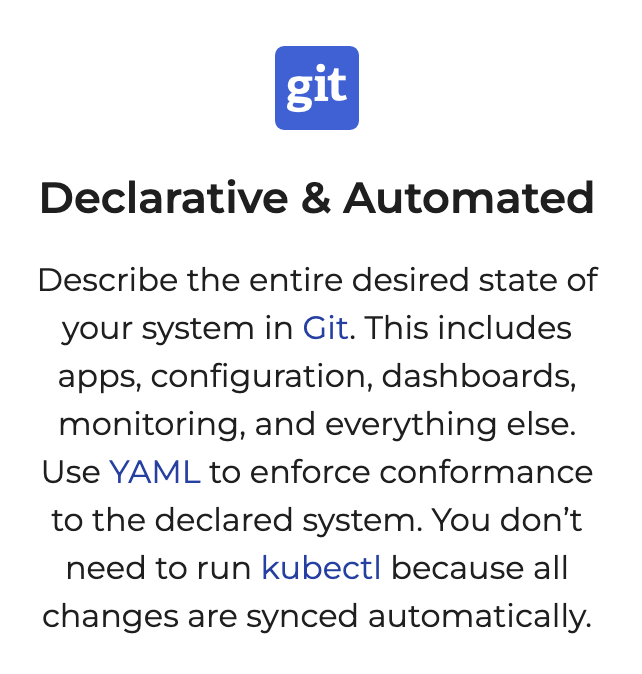 git
Declarative & Automated
Describe the entire desired state of
your system in Git. This includes
apps, configuration, dashboards,
monitoring, and everything else.
Use YAML to enforce conformance
to the declared system. You don’t
need to run kubectl because all
changes are synced automatically.